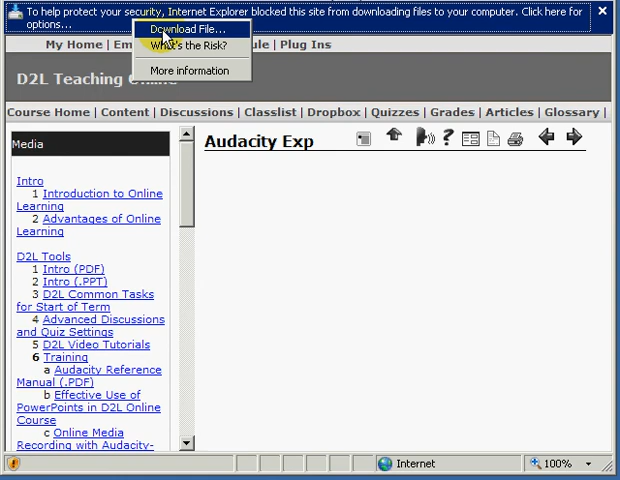 To help protect your security, Internet Explorer blocked this site from downloading files to your computer. Click here for
options...
Download File...
What's the Risk?
More information
My Home | Em
ule | Plug Ins
D2L Teaching Online
Course Home | Content | Discussions | Classlist | Dropbox | Quizzes | Grades | Articles | Glossary |
Media
Audacity Exp
Intro
1 Introduction to Online
Learning
2 Advantages of Online
Learning
D2L Tools
1 Intro (PDF)
2 Intro (.PPT)
3 D2L Common Tasks
for Start of Term
4 Advanced Discussions
and Quiz Settings
5 D2L Video Tutorials
6 Training
a Audacity Reference
Manual (.PDF)
b Effective Use of
PowerPoints in D2L Online
Course
c Online Media
Recording with Audacity-
Internet
100%